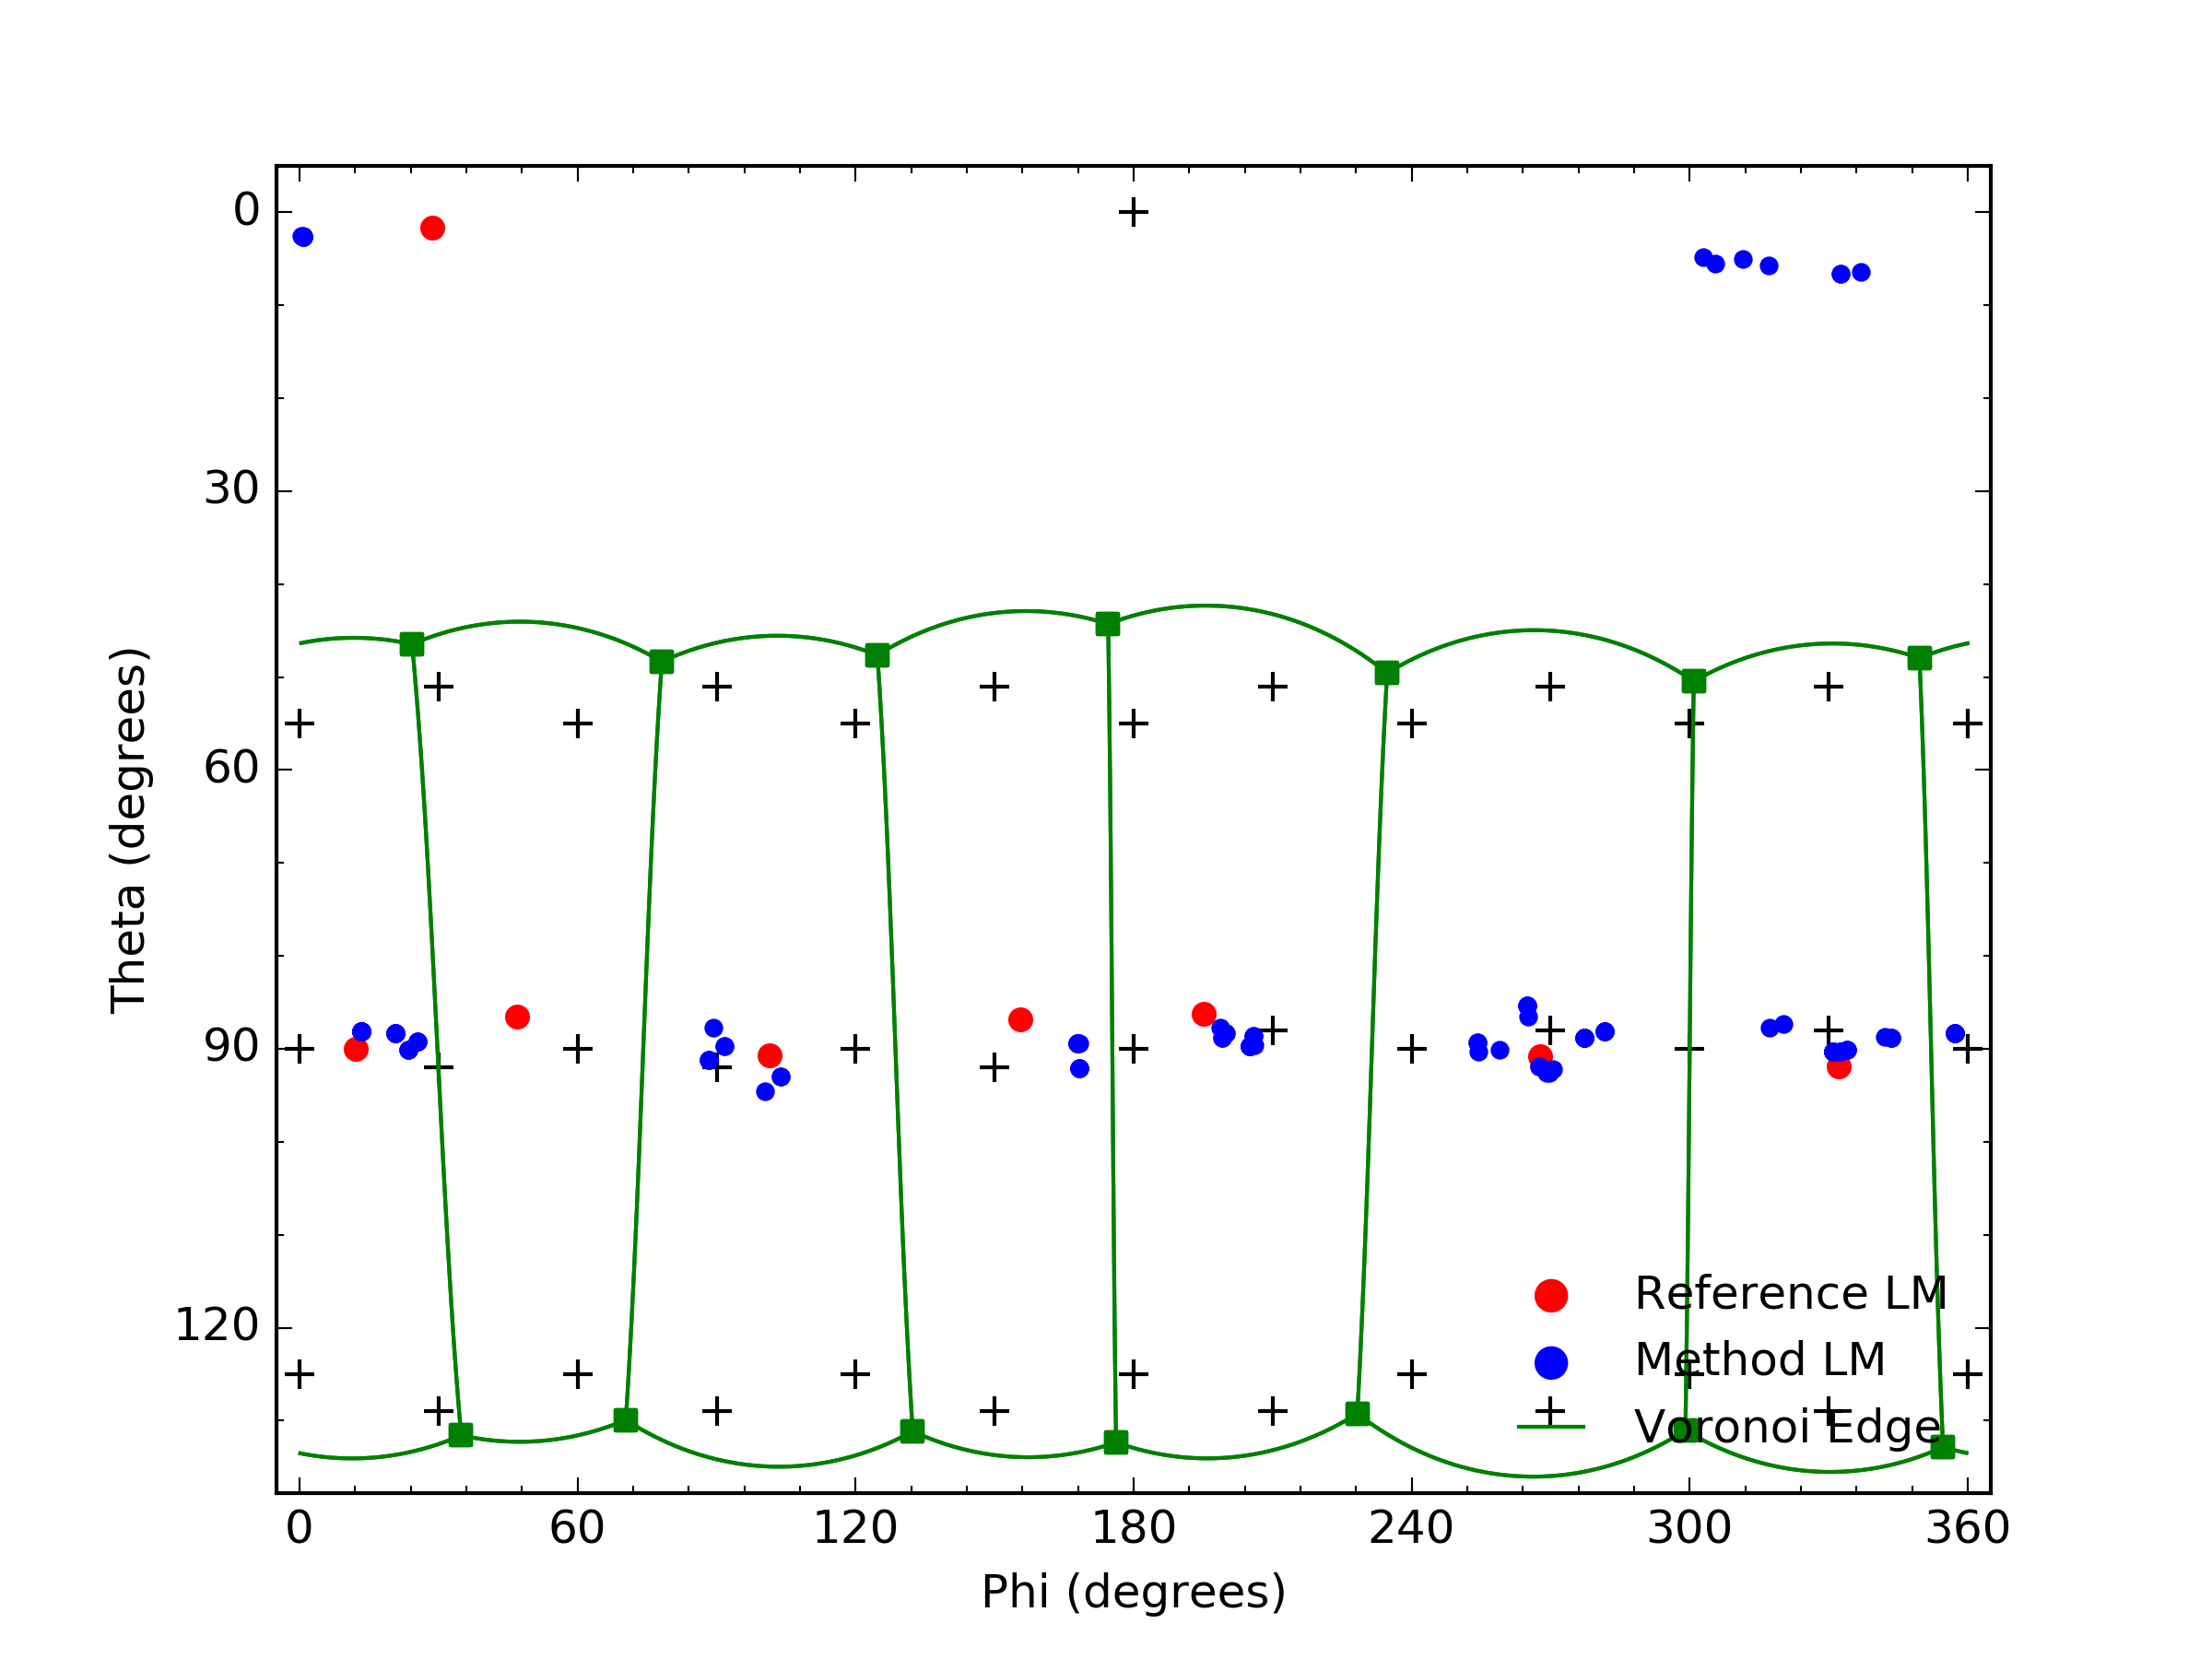 0
30
60
90
120
Theta (degrees)
Reference LM
Method LM
Voronoi Edge
0 60 120 180 240 300 360
Phi (degrees)